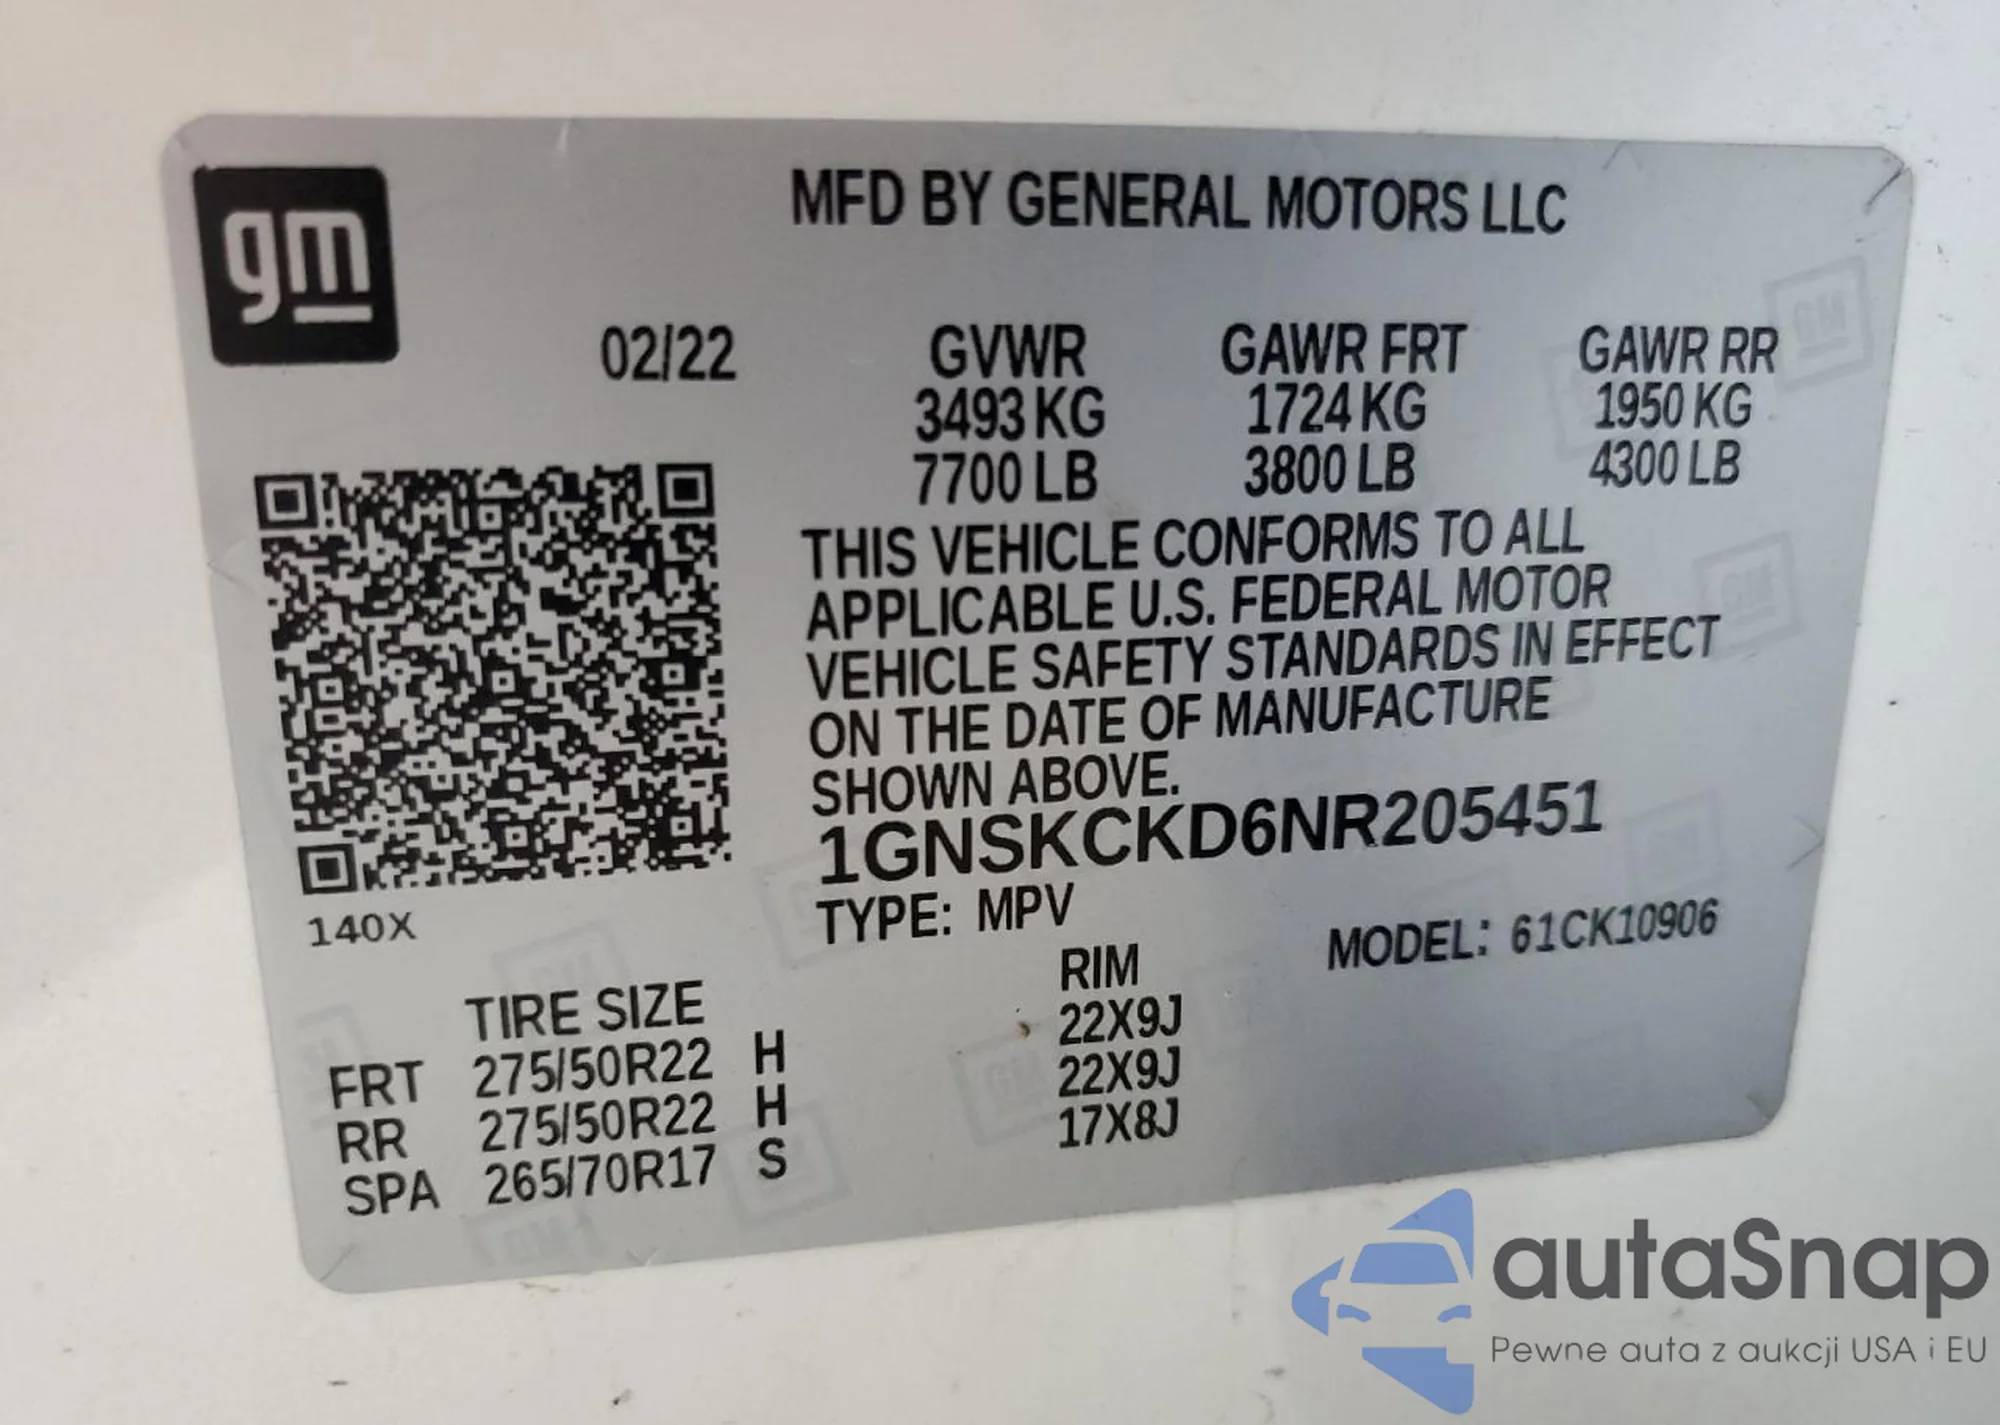 gm
MFD BY GENERAL MOTORS LLC
02/22 GVWR GAWR FRT GAWR RR
3493 KG 1724 KG 1950 KG
7700 LB 3800 LB 4300 LB
THIS VEHICLE CONFORMS TO ALL
APPLICABLE U.S. FEDERAL MOTOR
VEHICLE SAFETY STANDARDS IN EFFECT
ON THE DATE OF MANUFACTURE
SHOWN ABOVE.
1GNSKCKD6NR205451
140X
TYPE: MPV MODEL: 61CK10906
TIRE SIZE RIM
FRT 275/50R22 H 22X9J
RR 275/50R22 H 22X9J
SPA 265/70R17 S 17X8J
autaSnap
Pewne auta z aukcji USA i EU